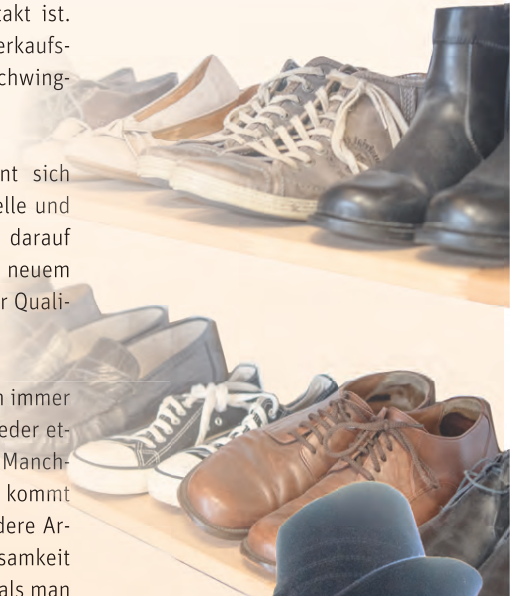 takt ist.
erkaufs-
chwing-
nt sich
elle und
darauf
neuem
r Quali-
n immer
eder et-
Manch-
kommt
dere Ar-
samkeit
als man